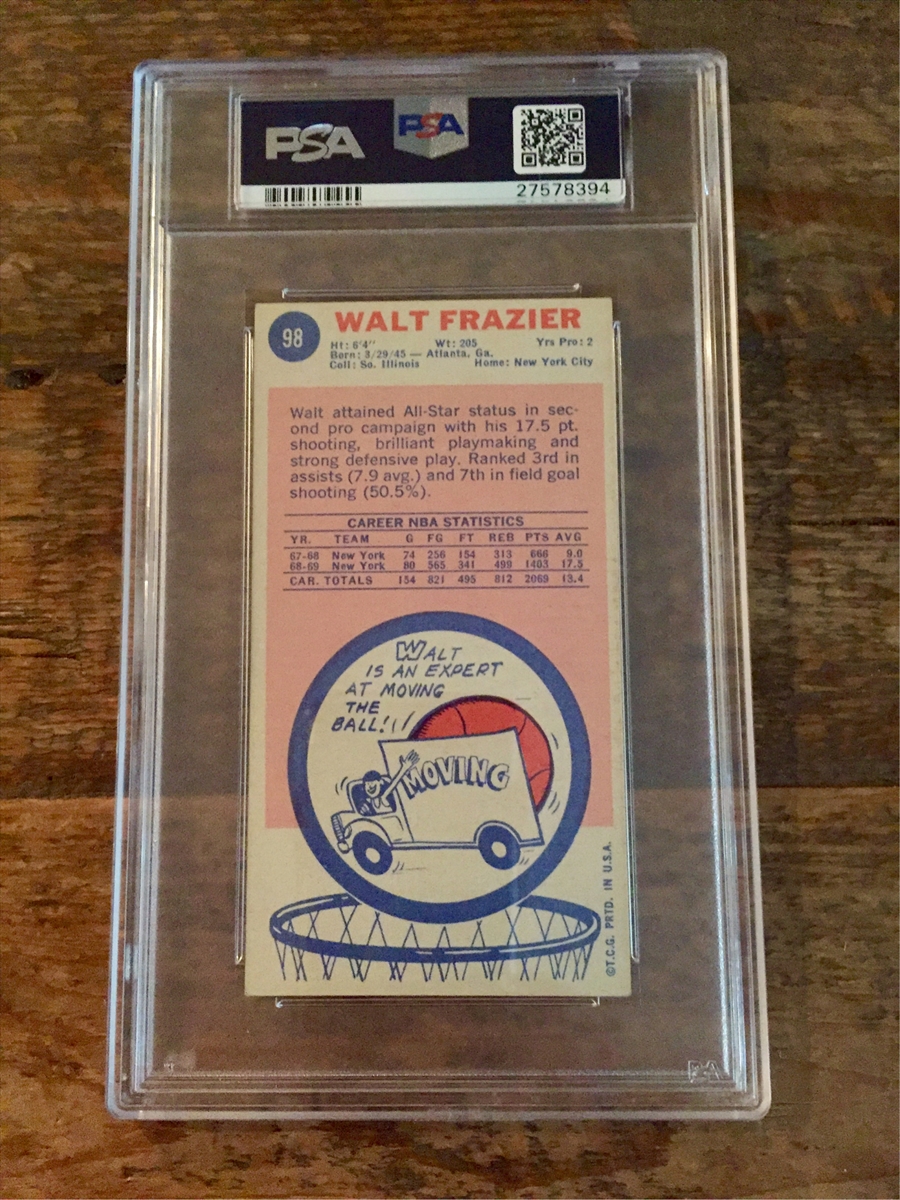 PSA PSA
27578394
98 WALT FRAZIER
Ht: 6'4" Wt: 205 Yrs Pro: 2
Born: 3/29/45 — Atlanta, Ga.
Coll: So. Illinois Home: New York City
Walt attained All-Star status in sec-
ond pro campaign with his 17.5 pt.
shooting, brilliant playmaking and
strong defensive play. Ranked 3rd in
assists (7.9 avg.) and 7th in field goal
shooting (50.5%).
CAREER NBA STATISTICS
YR. TEAM G FG FT REB PTS AVG
67-68 New York 74 256 154 313 666 9.0
68-69 New York 80 565 341 499 1403 17.5
CAR. TOTALS 154 821 495 812 2069 13.4
WALT
IS AN EXPERT
AT MOVING
THE
BALL!
MOVING
©T.C.G. PRTD. IN U.S.A.
PSA